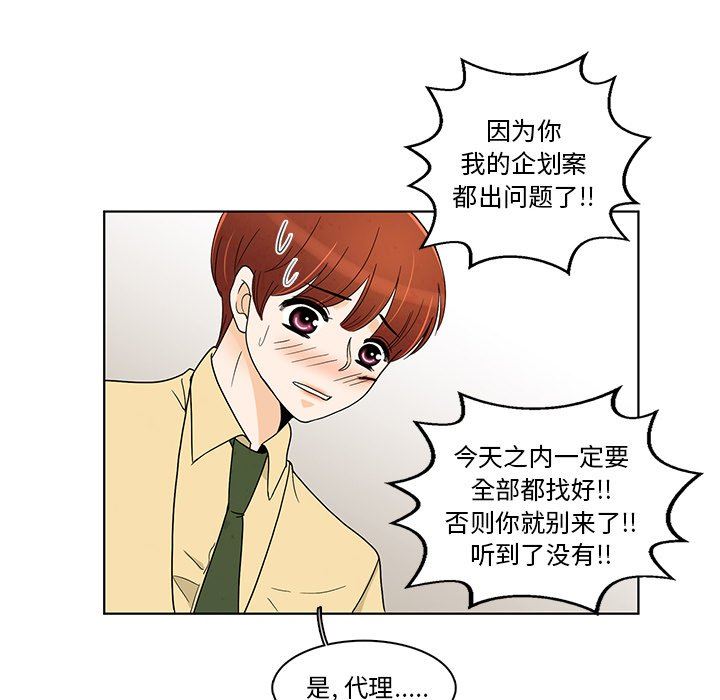 因为你
我的企划案
都出问题了!!
今天之内一定要
全部都找好!!
否则你就别来了!!
听到了没有!!
是,代理.....